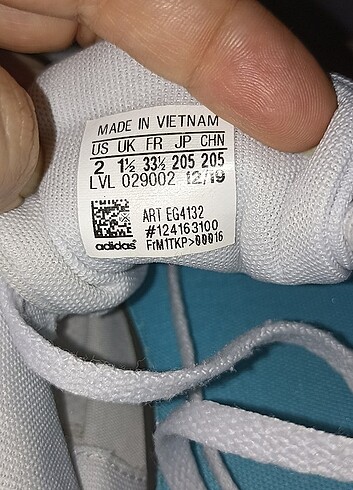 MADE IN VIETNAM
US UK FR JP CHN
2 1½ 33½ 205 205
LVL 029002 12/19
ART EG4132
#124163100
adidas FrM1TKP>00016